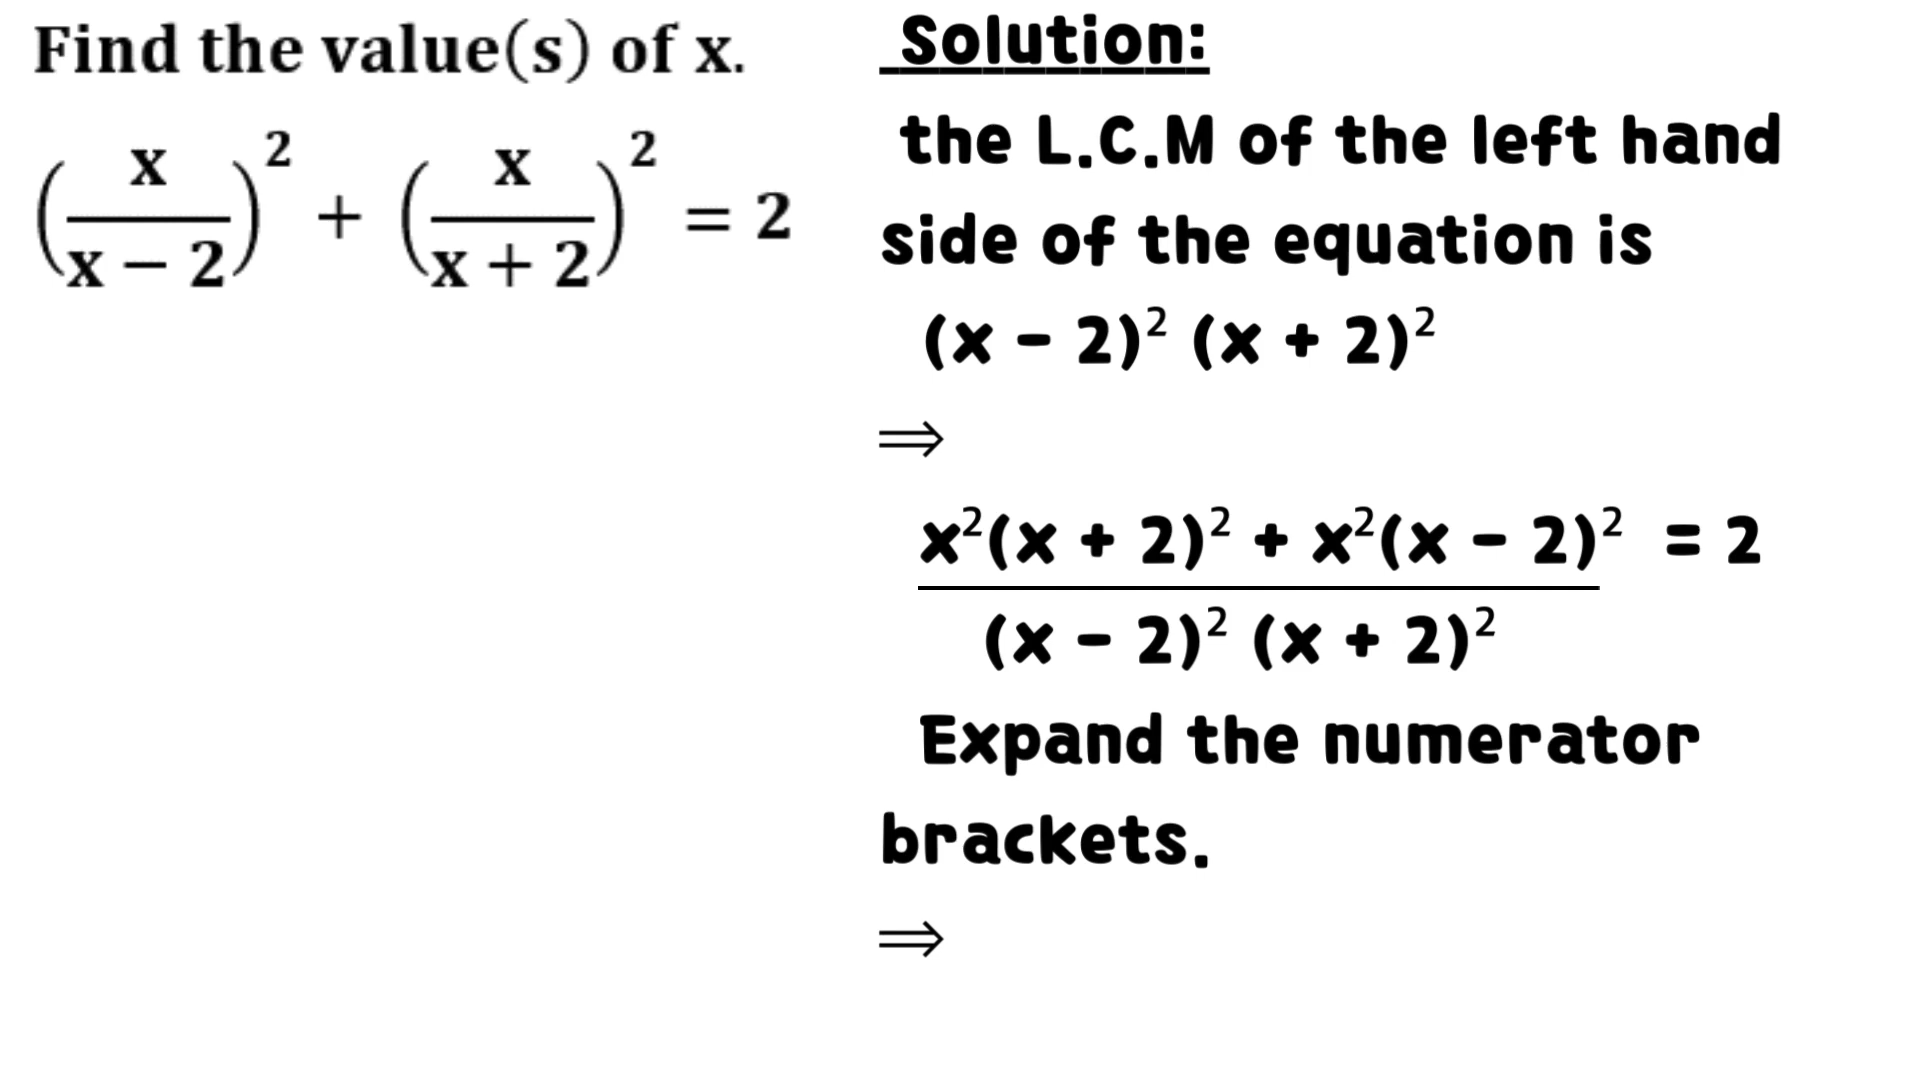 Find the value(s) of x.
(x/(x − 2))² + (x/(x + 2))² = 2
Solution:
the L.C.M of the left hand
side of the equation is
(x - 2)² (x + 2)²
⟹
x²(x + 2)² + x²(x - 2)² = 2
(x - 2)² (x + 2)²
Expand the numerator
brackets.
⟹